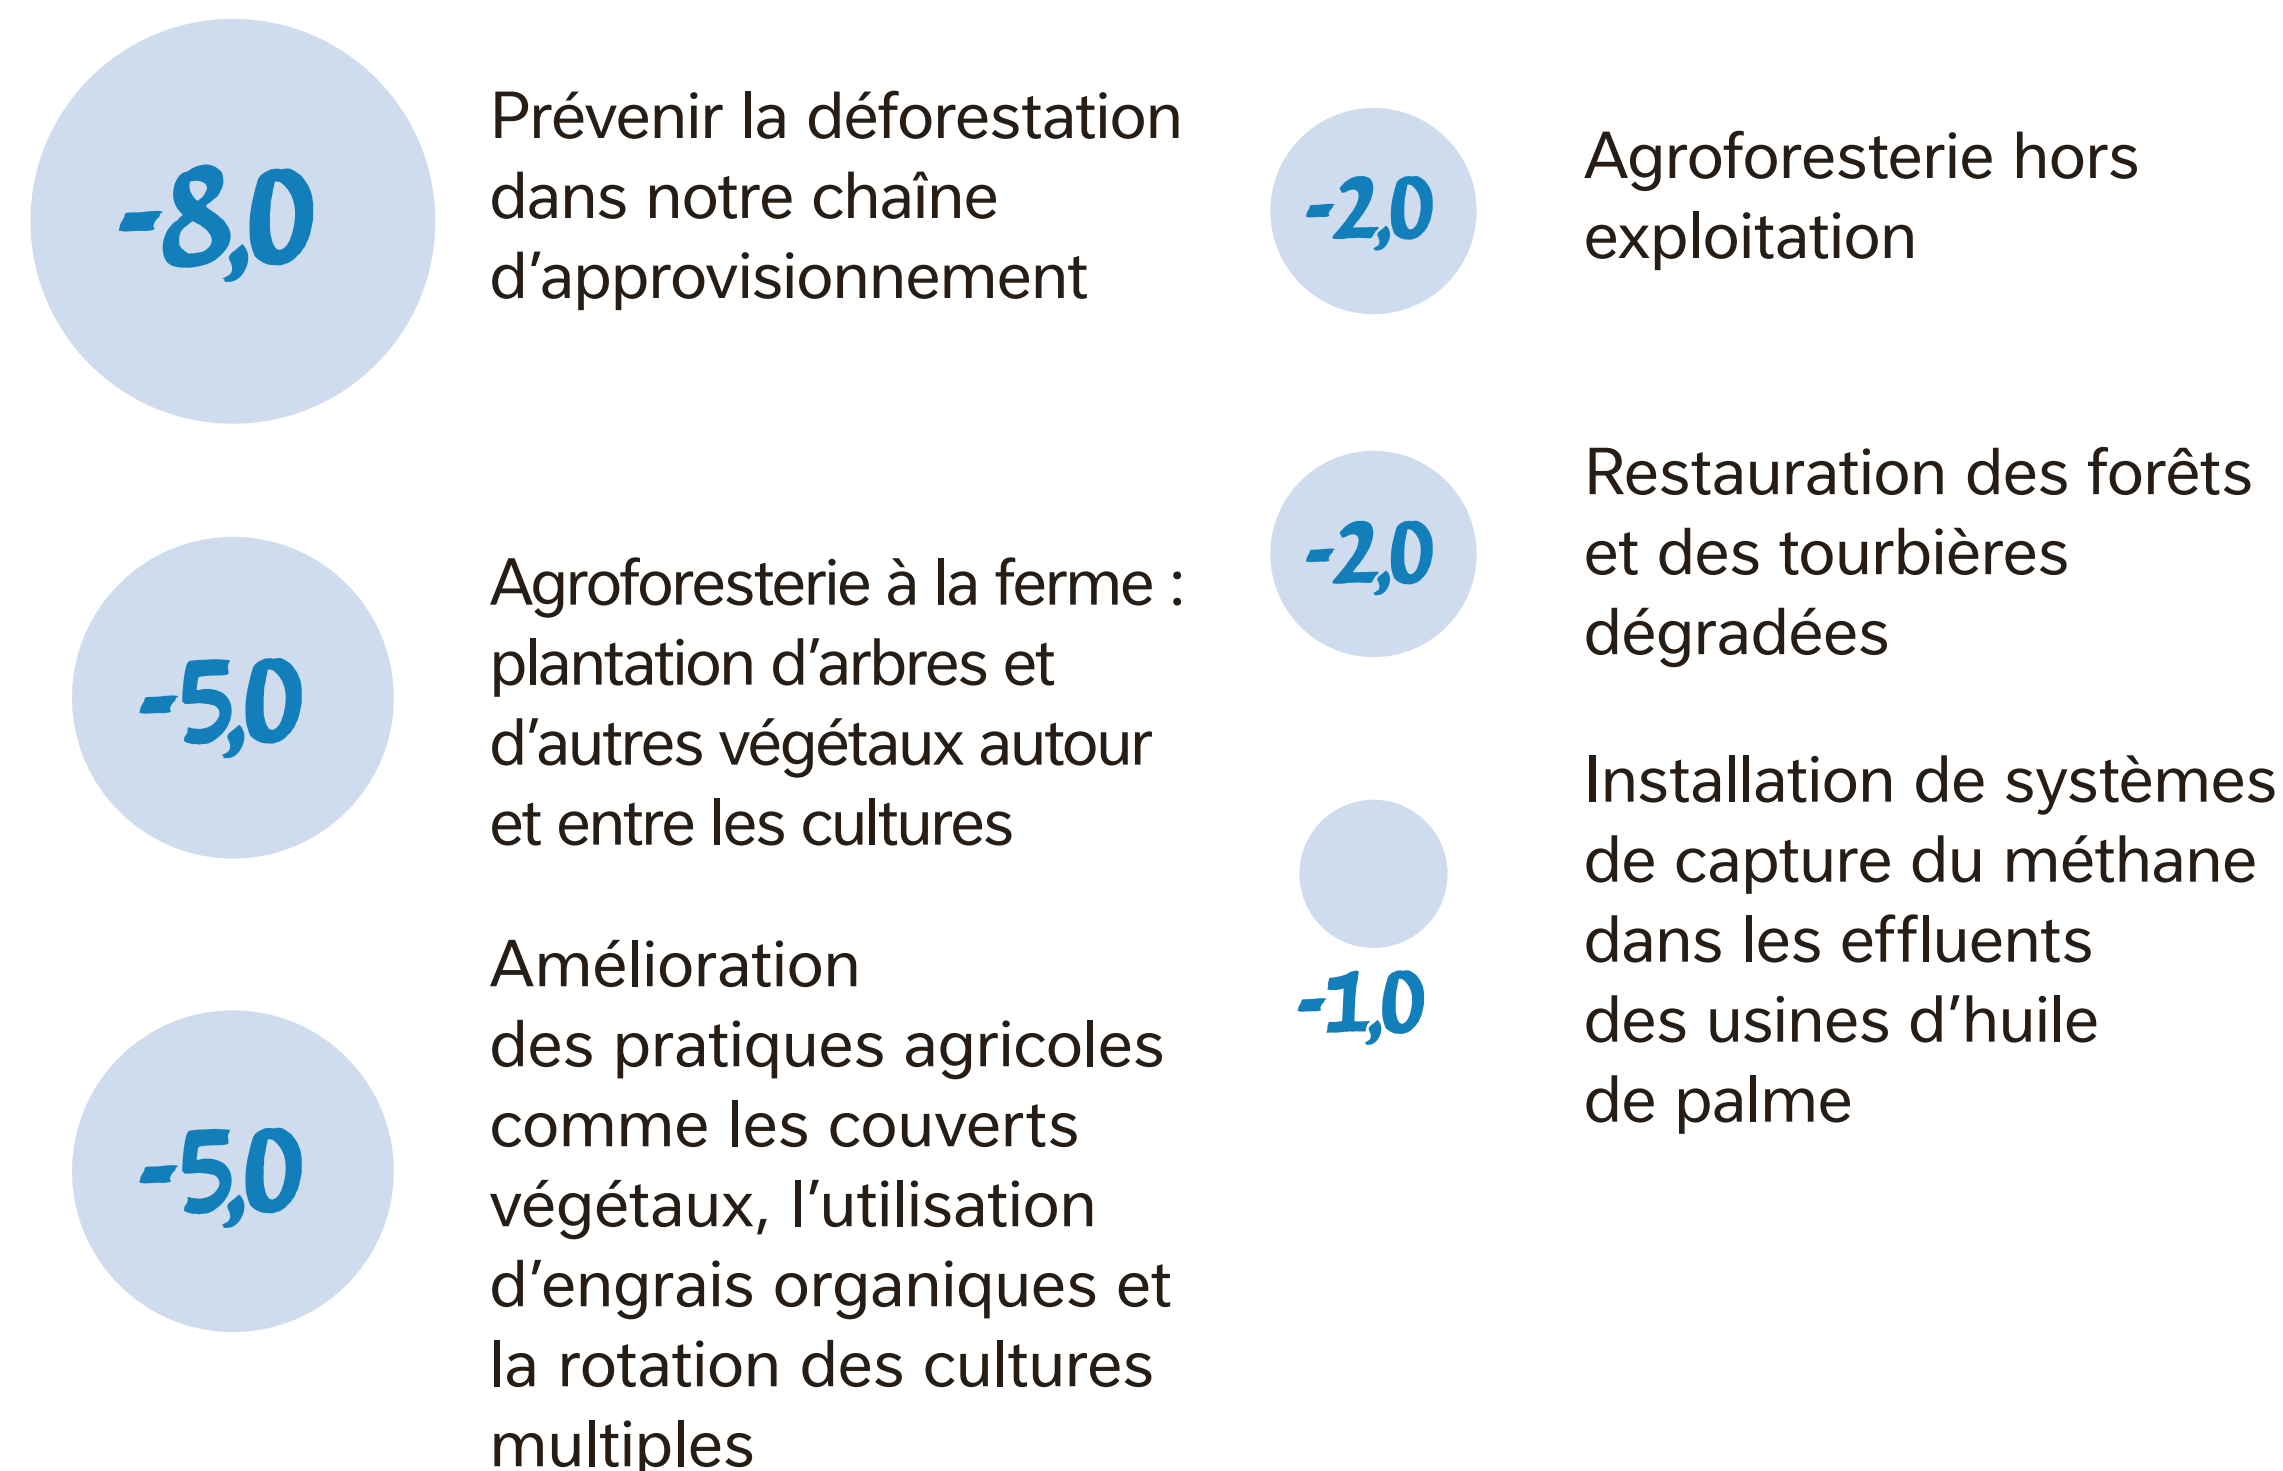 -8,0
Prévenir la déforestation
dans notre chaîne
d’approvisionnement
-5,0
Agroforesterie à la ferme :
plantation d’arbres et
d’autres végétaux autour
et entre les cultures
-5,0
Amélioration
des pratiques agricoles
comme les couverts
végétaux, l’utilisation
d’engrais organiques et
la rotation des cultures
multiples
-2,0
Agroforesterie hors
exploitation
-2,0
Restauration des forêts
et des tourbières
dégradées
-1,0
Installation de systèmes
de capture du méthane
dans les effluents
des usines d’huile
de palme